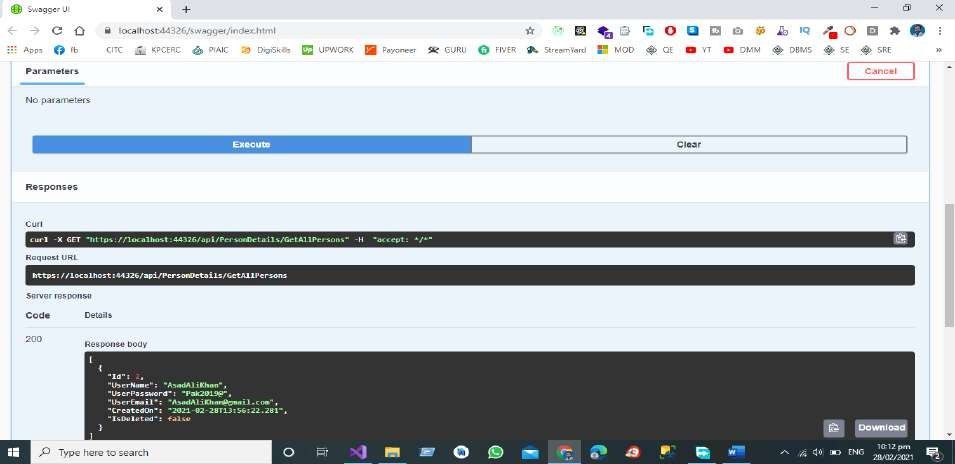 Swagger UI
localhost:44326/swagger/index.html
Apps fb CITC KPCERC PIAIC DigiSkills UPWORK Payoneer GURU FIVER StreamYard MOD QE YT DMM DBMS SE SRE
Parameters
Cancel
No parameters
Execute
Clear
Responses
Curl
curl -X GET "https://localhost:44326/api/PersonDetails/GetAllPersons" -H "accept: */*"
Request URL
https://localhost:44326/api/PersonDetails/GetAllPersons
Server response
Code Details
200
Response body
[
{
"Id": 2,
"UserName": "AsadAliKhan",
"UserPassword": "Pak2019@",
"UserEmail": "AsadAliKhan@gmail.com",
"CreatedOn": "2021-02-28T13:56:22.281",
"IsDeleted": false
}
]
Download
Type here to search
ENG
10:12 pm
28/02/2021
2